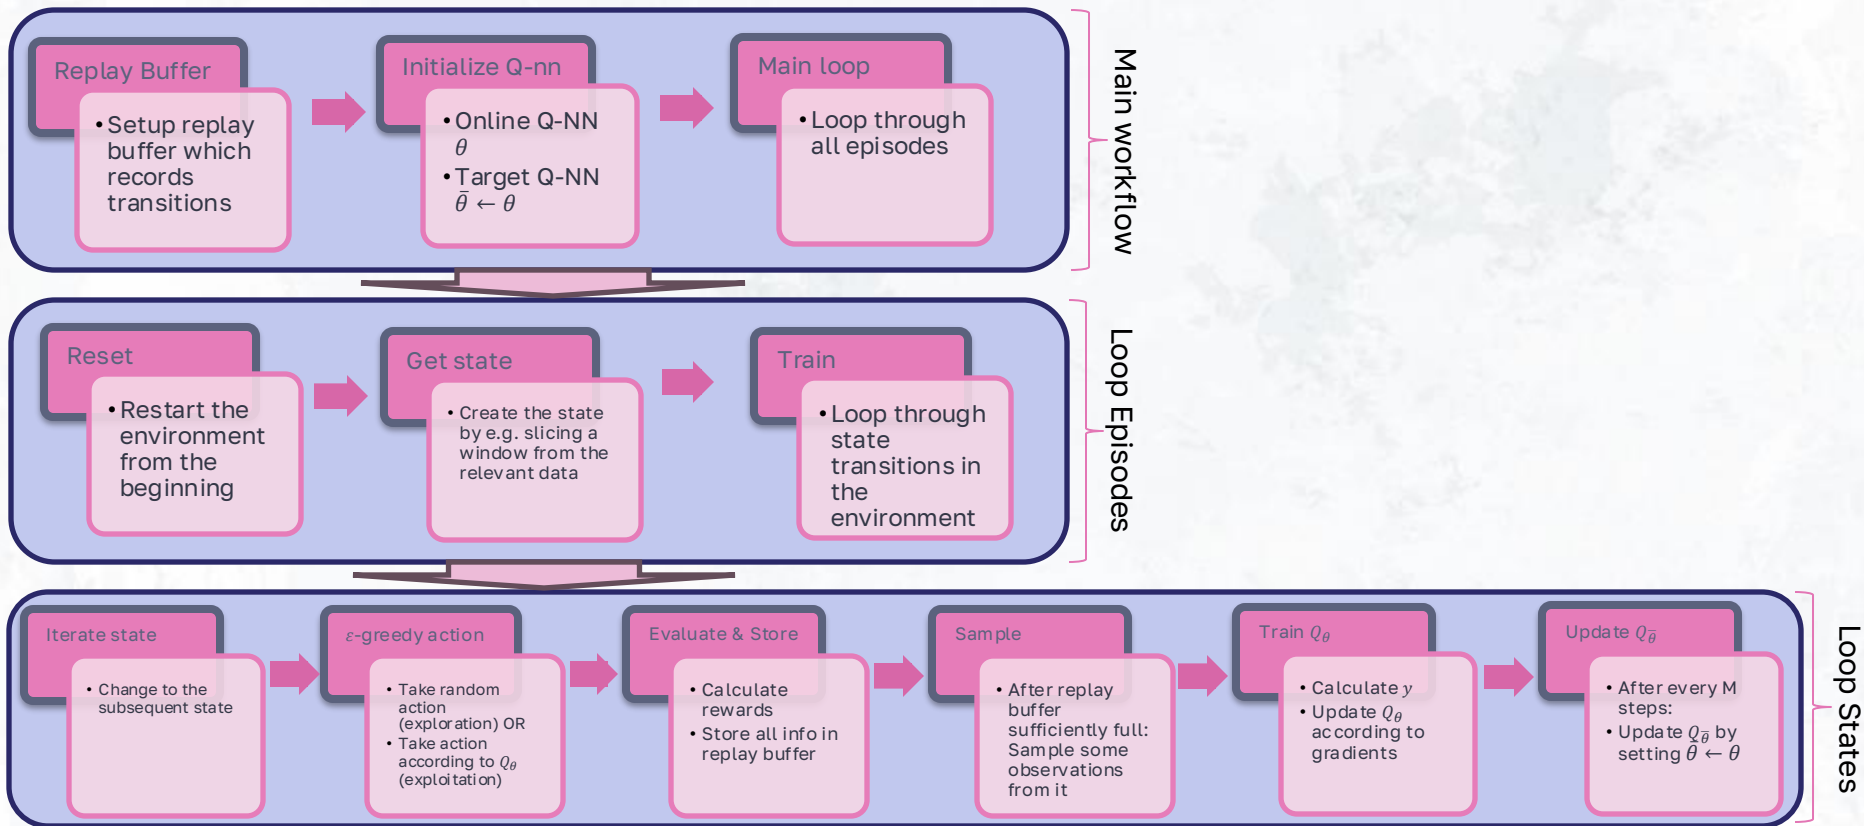 Replay Buffer
• Setup replay
buffer which
records
transitions
Initialize Q-nn
• Online Q-NN
θ
• Target Q-NN
θ̄ ← θ
Main loop
• Loop through
all episodes
Main workflow
Reset
• Restart the
environment
from the
beginning
Get state
• Create the state
by e.g. slicing a
window from the
relevant data
Train
• Loop through
state
transitions in
the
environment
Loop Episodes
Iterate state
• Change to the
subsequent state
ε-greedy action
• Take random
action
(exploration) OR
• Take action
according to Q_θ
(exploitation)
Evaluate & Store
• Calculate
rewards
• Store all info in
replay buffer
Sample
• After replay
buffer
sufficiently full:
Sample some
observations
from it
Train Q_θ
• Calculate y
• Update Q_θ
according to
gradients
Update Q_θ̄
• After every M
steps:
• Update Q_θ̄ by
setting θ̄ ← θ
Loop States